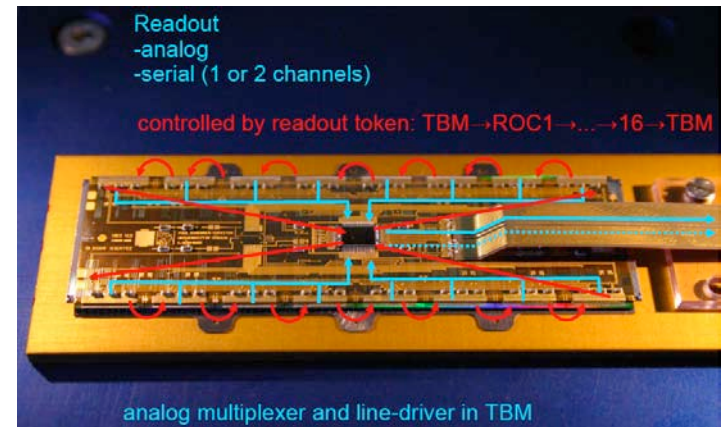 Readout
-analog
-serial (1 or 2 channels)
controlled by readout token: TBM→ROC1→...→16→TBM
analog multiplexer and line-driver in TBM